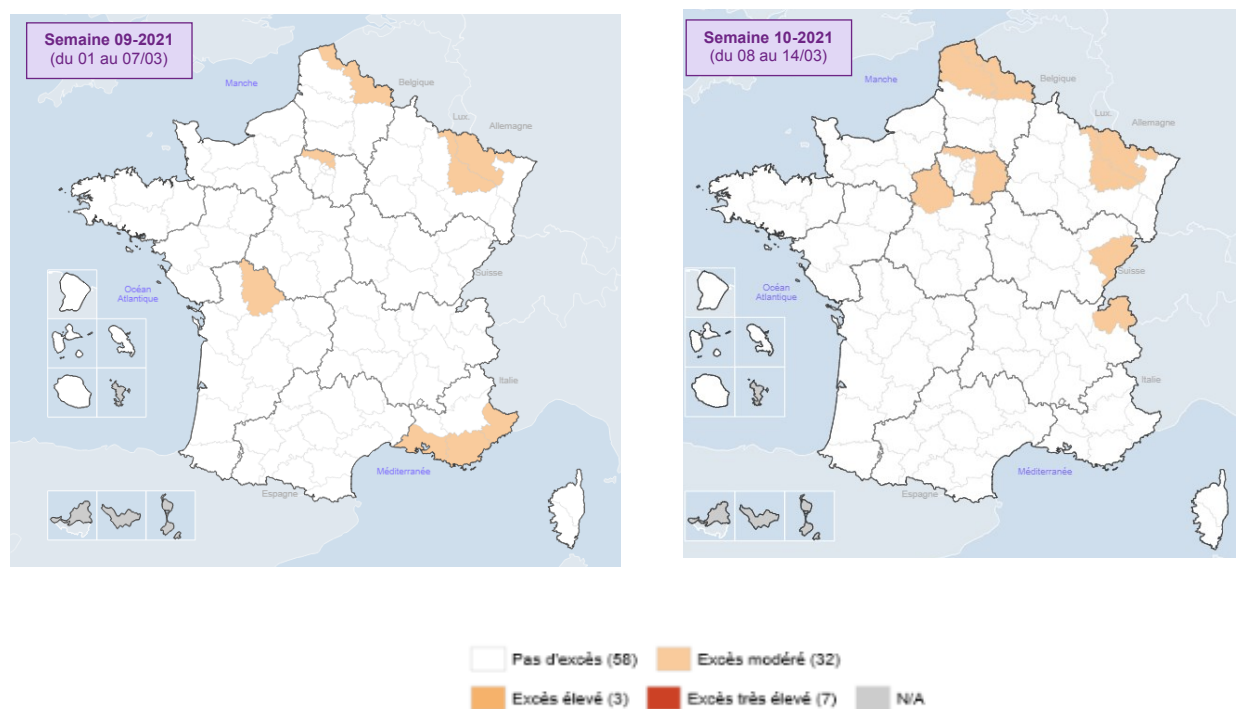 Semaine 09-2021
(du 01 au 07/03)
Manche
Belgique
Lux.
Allemagne
Suisse
Océan
Atlantique
Italie
Méditerranée
Espagne
Semaine 10-2021
(du 08 au 14/03)
Manche
Belgique
Lux.
Allemagne
Suisse
Océan
Atlantique
Italie
Méditerranée
Espagne
Pas d'excès (58)
Excès modéré (32)
Excès élevé (3)
Excès très élevé (7)
N/A